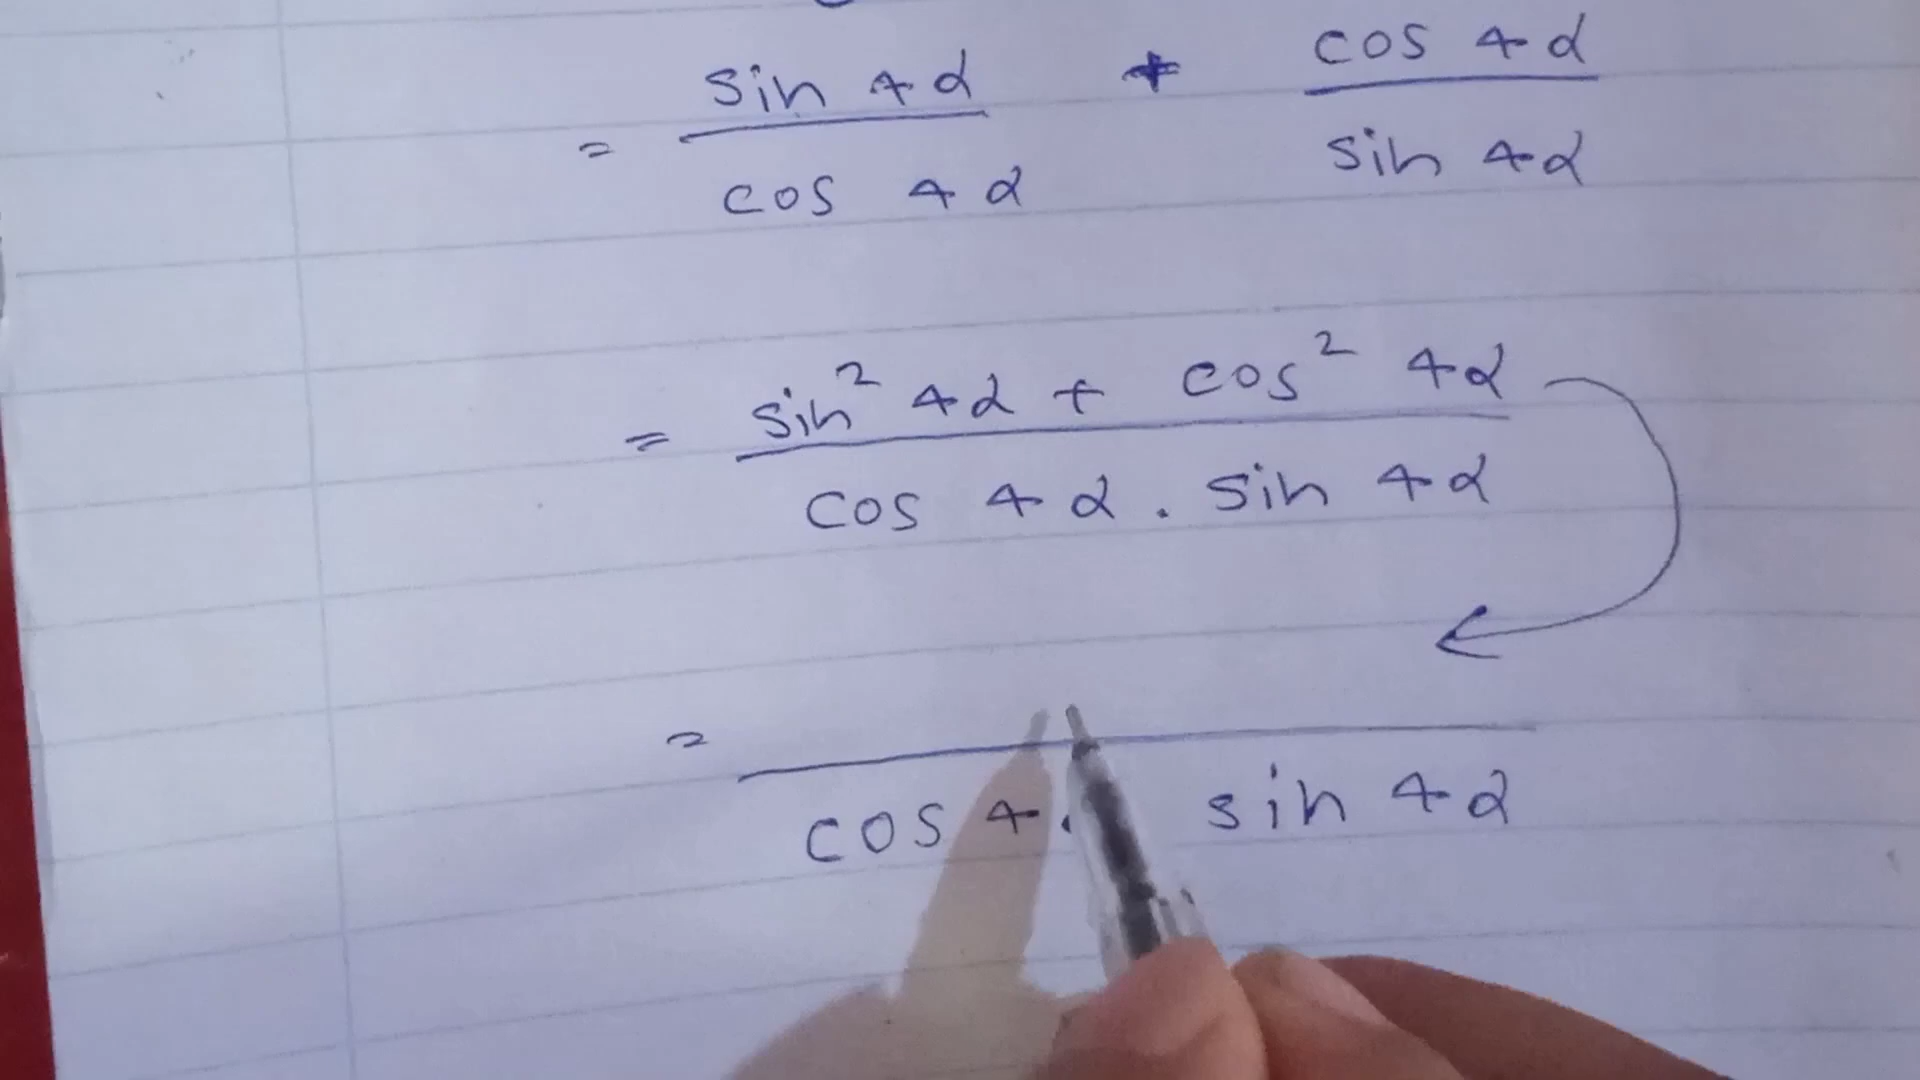 = sin 4α / cos 4α + cos 4α / sin 4α
= sin² 4α + cos² 4α / cos 4α . sin 4α
= / cos 4 . sin 4α